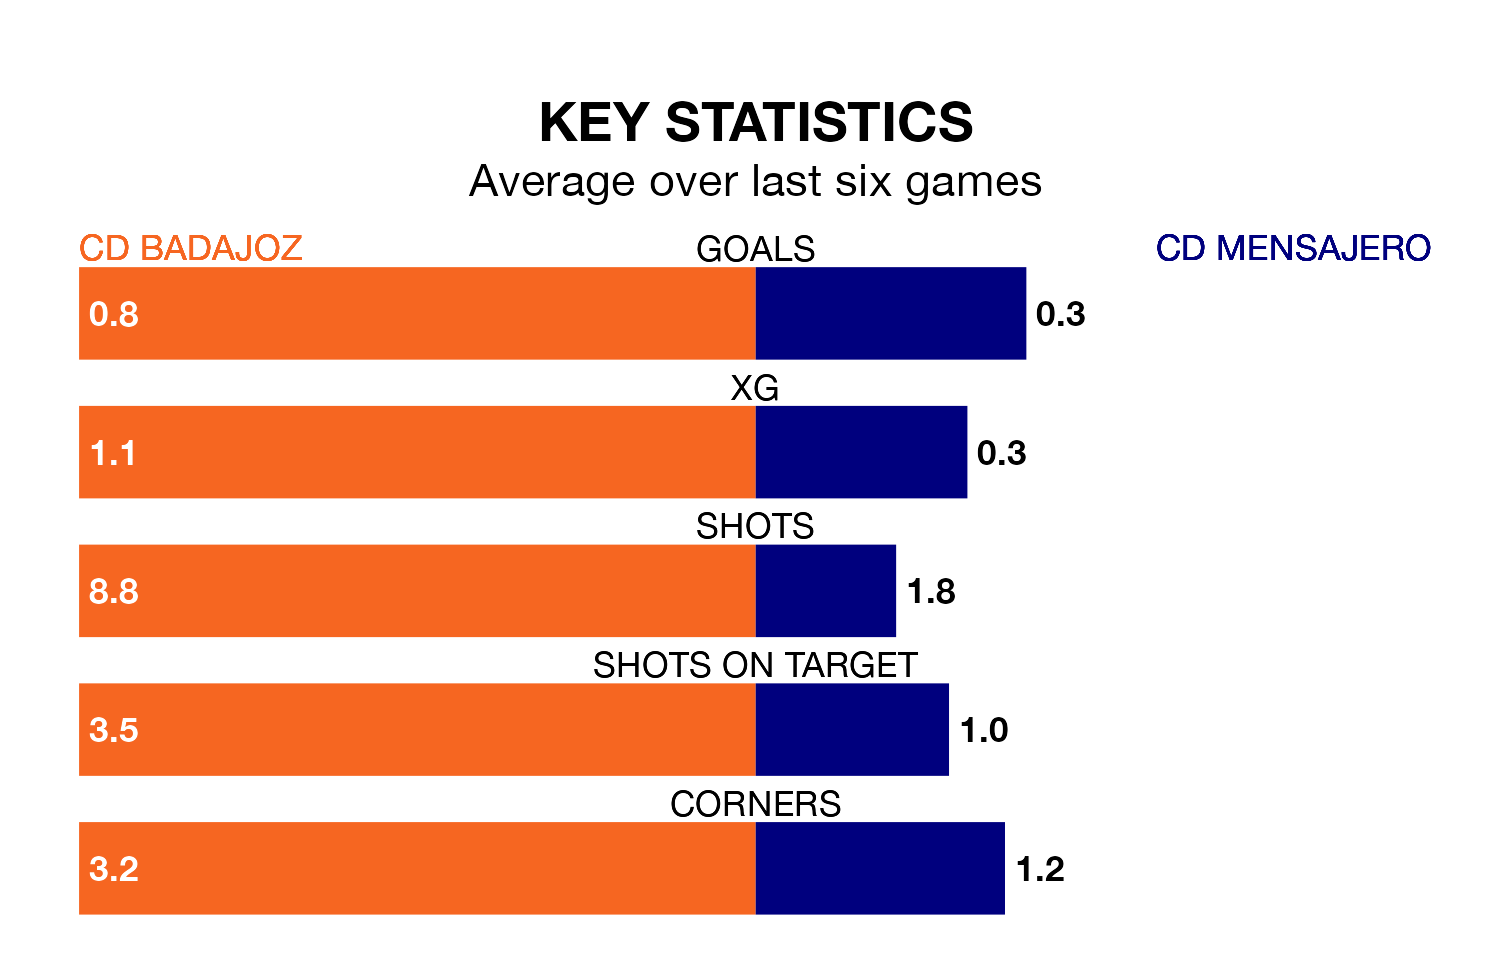 KEY STATISTICS
Average over last six games
CD BADAJOZ GOALS CD MENSAJERO
0.8 0.3
XG
1.1 0.3
SHOTS
8.8 1.8
SHOTS ON TARGET
3.5 1.0
CORNERS
3.2 1.2